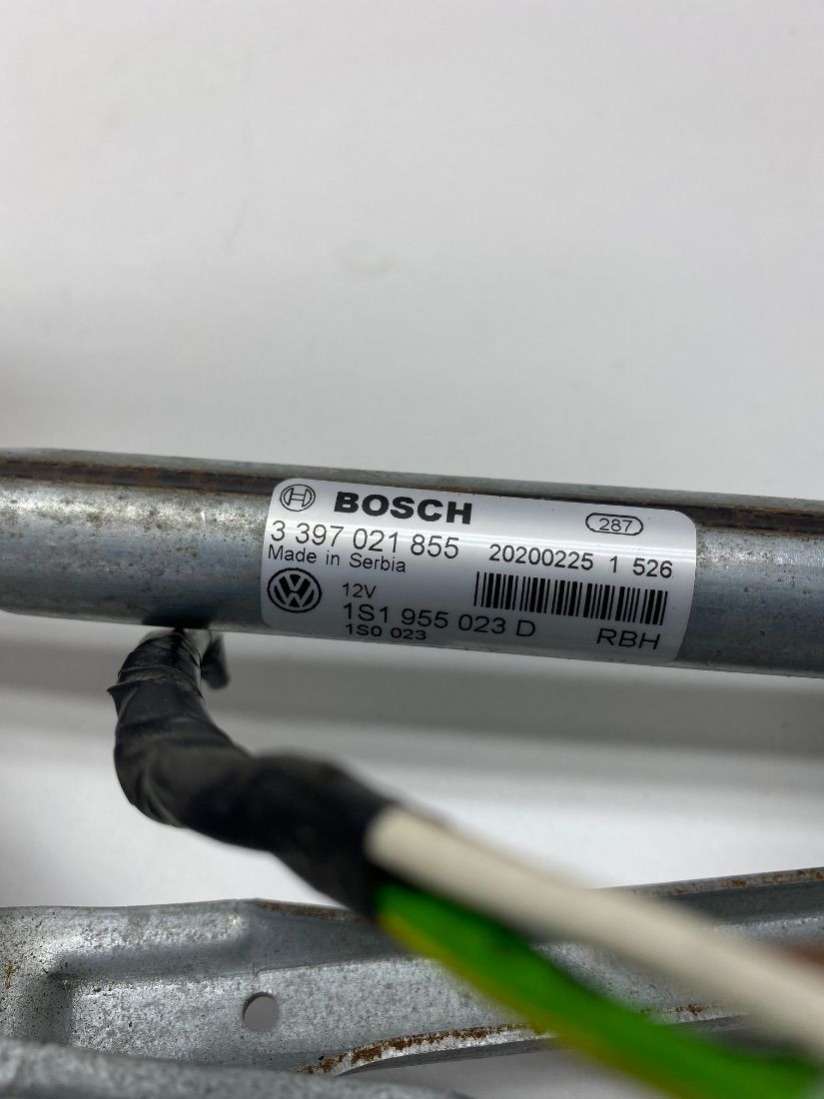 BOSCH 287
3 397 021 855 20200225 1 526
Made in Serbia
12V
1S1 955 023 D RBH
1S0 023